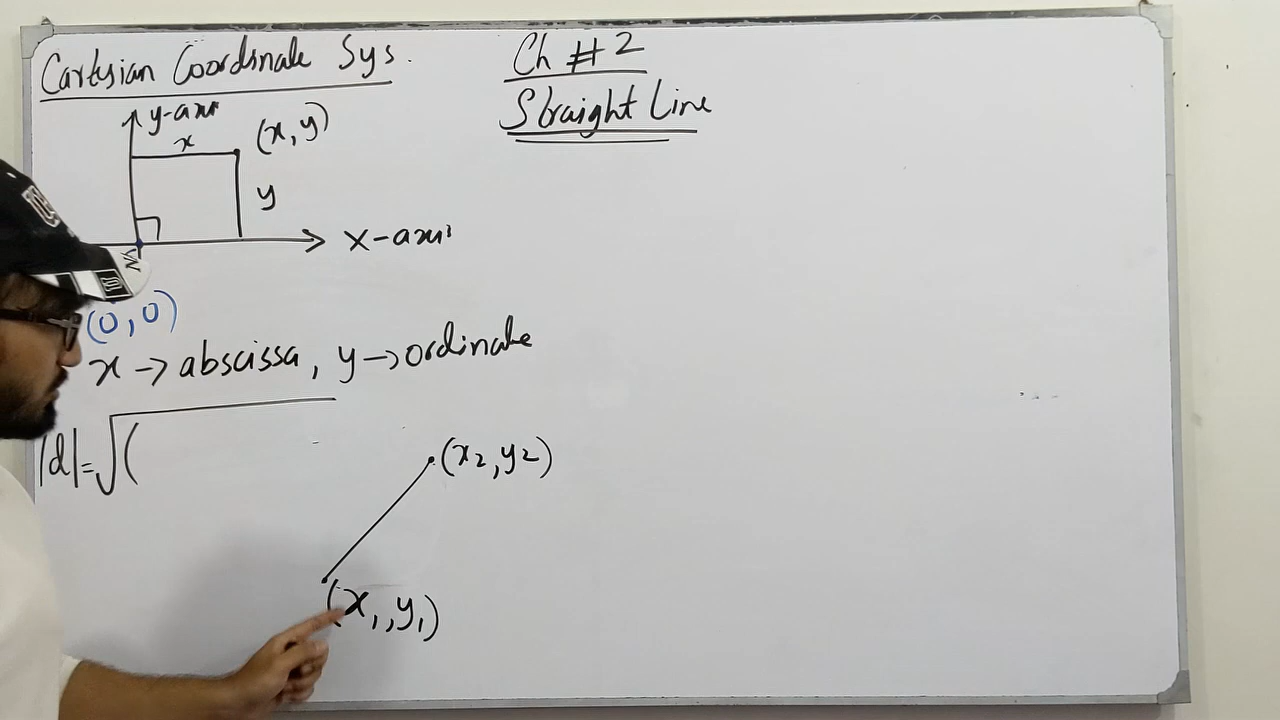 Cartesian Coordinate Sys.
Ch # 2
Straight Line
y-axis
x
(x, y)
y
x-axis
(0, 0)
x → abscissa, y → ordinate
|d| = √(
(x2, y2)
(x1, y1)